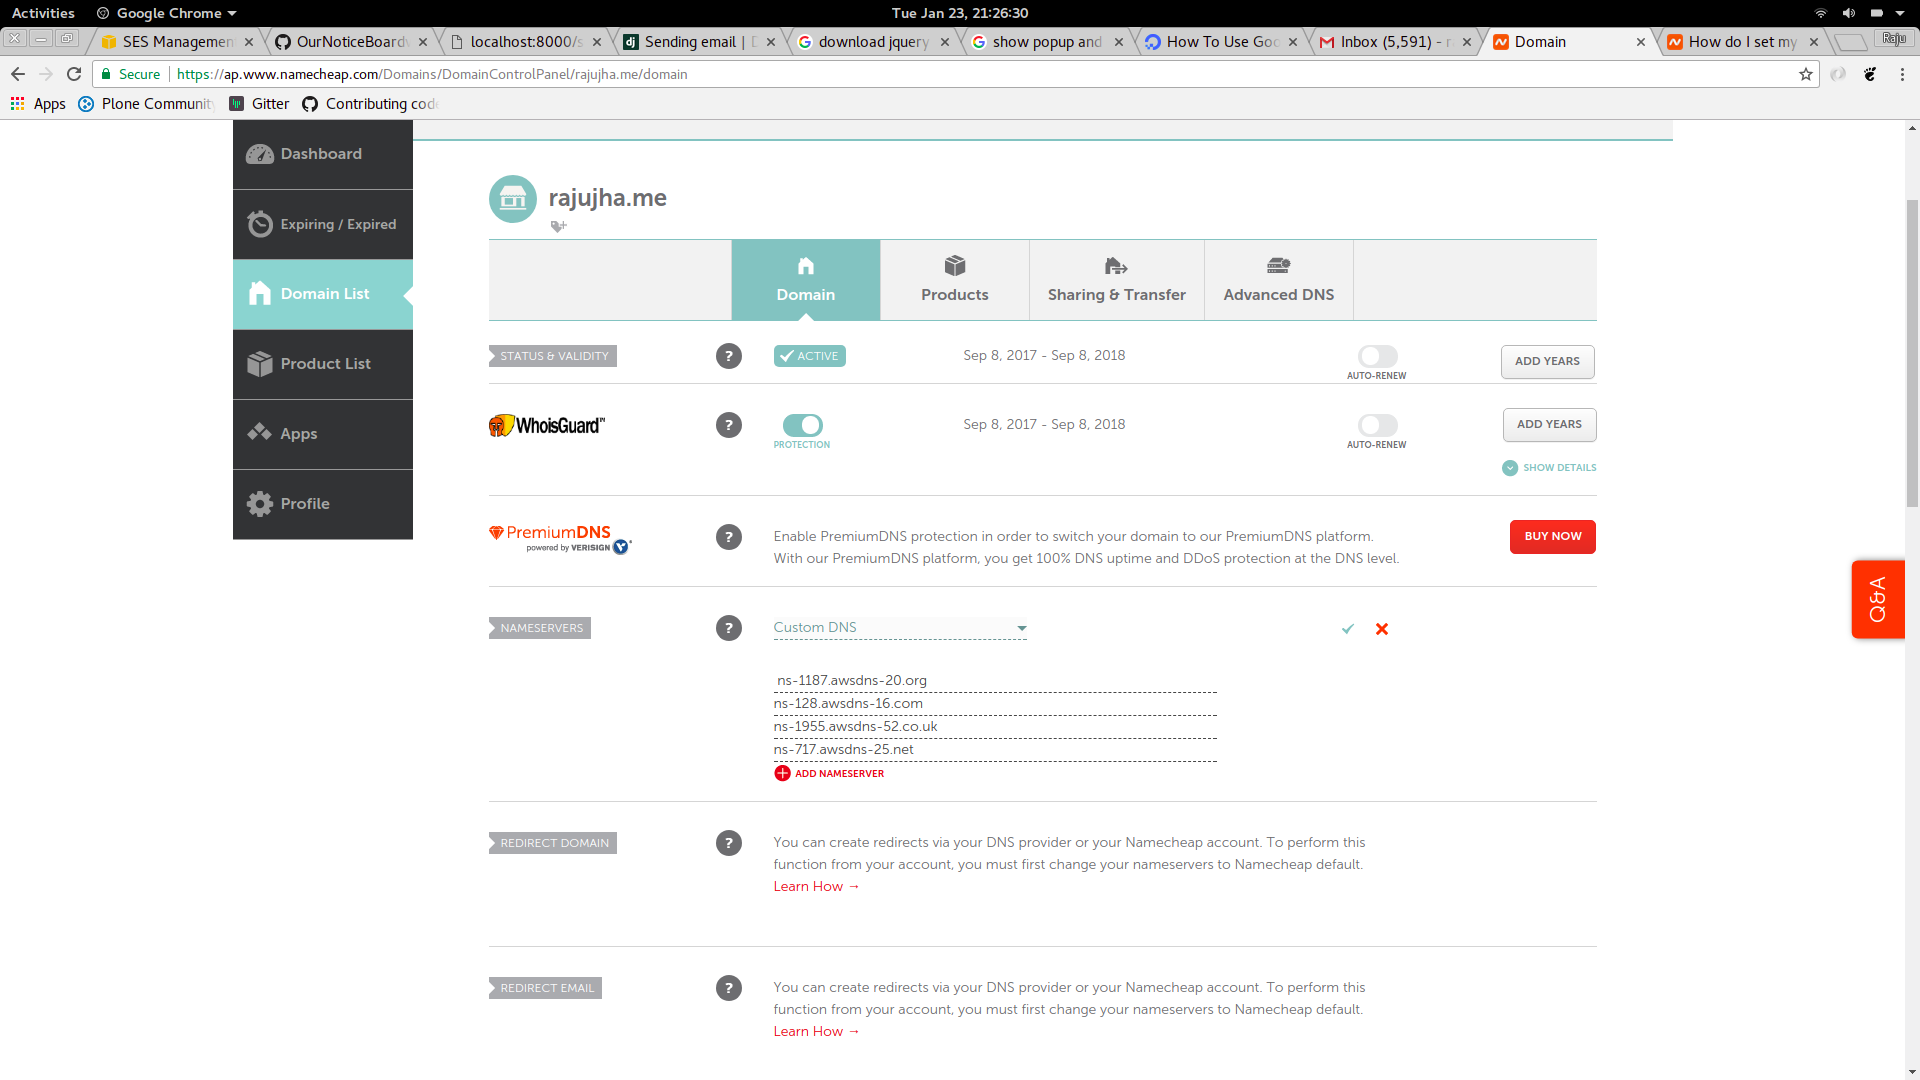 Activities Google Chrome Tue Jan 23, 21:26:30
SES Managemen OurNoticeBoard localhost:8000/s Sending email | D download jquery show popup and How To Use Goo Inbox (5,591) - r Domain How do I set my Raju
Secure https://ap.www.namecheap.com/Domains/DomainControlPanel/rajujha.me/domain
Apps Plone Community Gitter Contributing code
Dashboard
Expiring / Expired
Domain List
Product List
Apps
Profile
rajujha.me
Domain Products Sharing & Transfer Advanced DNS
STATUS & VALIDITY ? ACTIVE Sep 8, 2017 - Sep 8, 2018 AUTO-RENEW ADD YEARS
WhoisGuard ? PROTECTION Sep 8, 2017 - Sep 8, 2018 AUTO-RENEW ADD YEARS
SHOW DETAILS
PremiumDNS
powered by VERISIGN
? Enable PremiumDNS protection in order to switch your domain to our PremiumDNS platform.
With our PremiumDNS platform, you get 100% DNS uptime and DDoS protection at the DNS level.
BUY NOW
Q&A
NAMESERVERS ? Custom DNS
ns-1187.awsdns-20.org
ns-128.awsdns-16.com
ns-1955.awsdns-52.co.uk
ns-717.awsdns-25.net
ADD NAMESERVER
REDIRECT DOMAIN ? You can create redirects via your DNS provider or your Namecheap account. To perform this
function from your account, you must first change your nameservers to Namecheap default.
Learn How →
REDIRECT EMAIL ? You can create redirects via your DNS provider or your Namecheap account. To perform this
function from your account, you must first change your nameservers to Namecheap default.
Learn How →